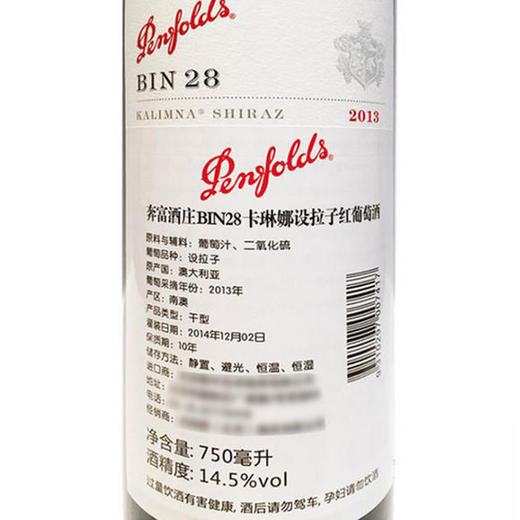 Penfolds
BIN 28
KALIMNA® SHIRAZ 2013
Penfolds®
奔富酒庄BIN28卡琳娜设拉子红葡萄酒
原料与辅料: 葡萄汁、二氧化硫
葡萄品种: 设拉子
原产国: 澳大利亚
葡萄采摘年份: 2013年
产区: 南澳
产品类型: 干型
灌装日期: 2014年12月02日
保质期: 10年
储存方法: 静置、避光、恒温、恒湿
进口商:
地址:
电话:
经销商:
净含量: 750毫升
酒精度: 14.5%vol
过量饮酒有害健康, 酒后请勿驾车, 孕妇请勿饮酒